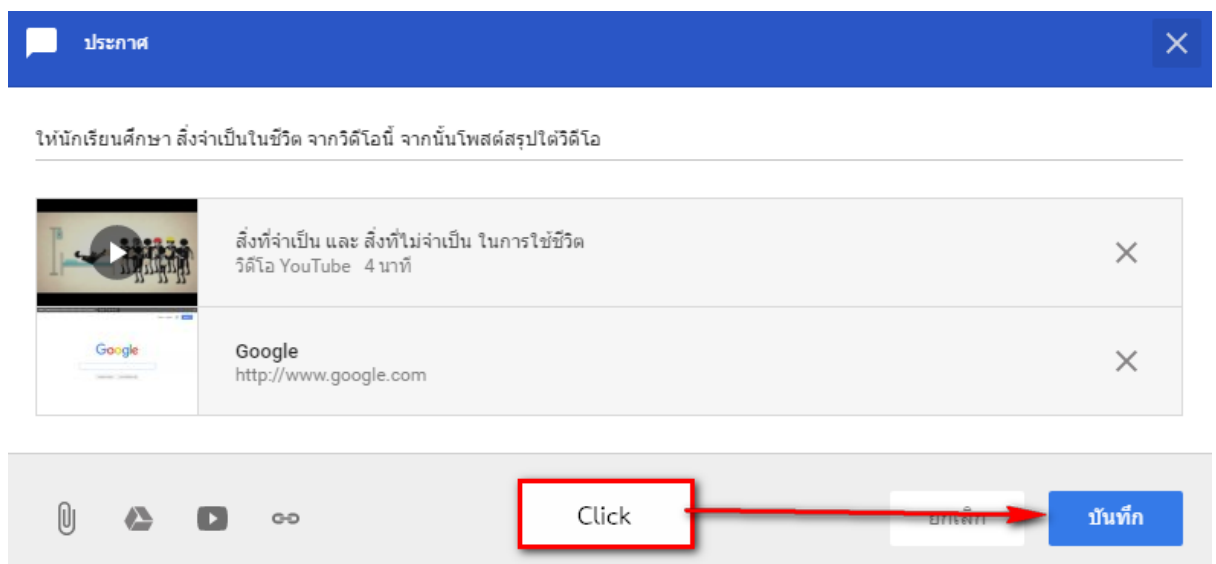 ประกาศ
ให้นักเรียนศึกษา สิ่งจำเป็นในชีวิต จากวิดีโอนี้ จากนั้นโพสต์สรุปใต้วิดีโอ
สิ่งที่จำเป็น และ สิ่งที่ไม่จำเป็น ในการใช้ชีวิต
วิดีโอ YouTube 4 นาที
Google
Google
http://www.google.com
Click
ยกเลิก
บันทึก